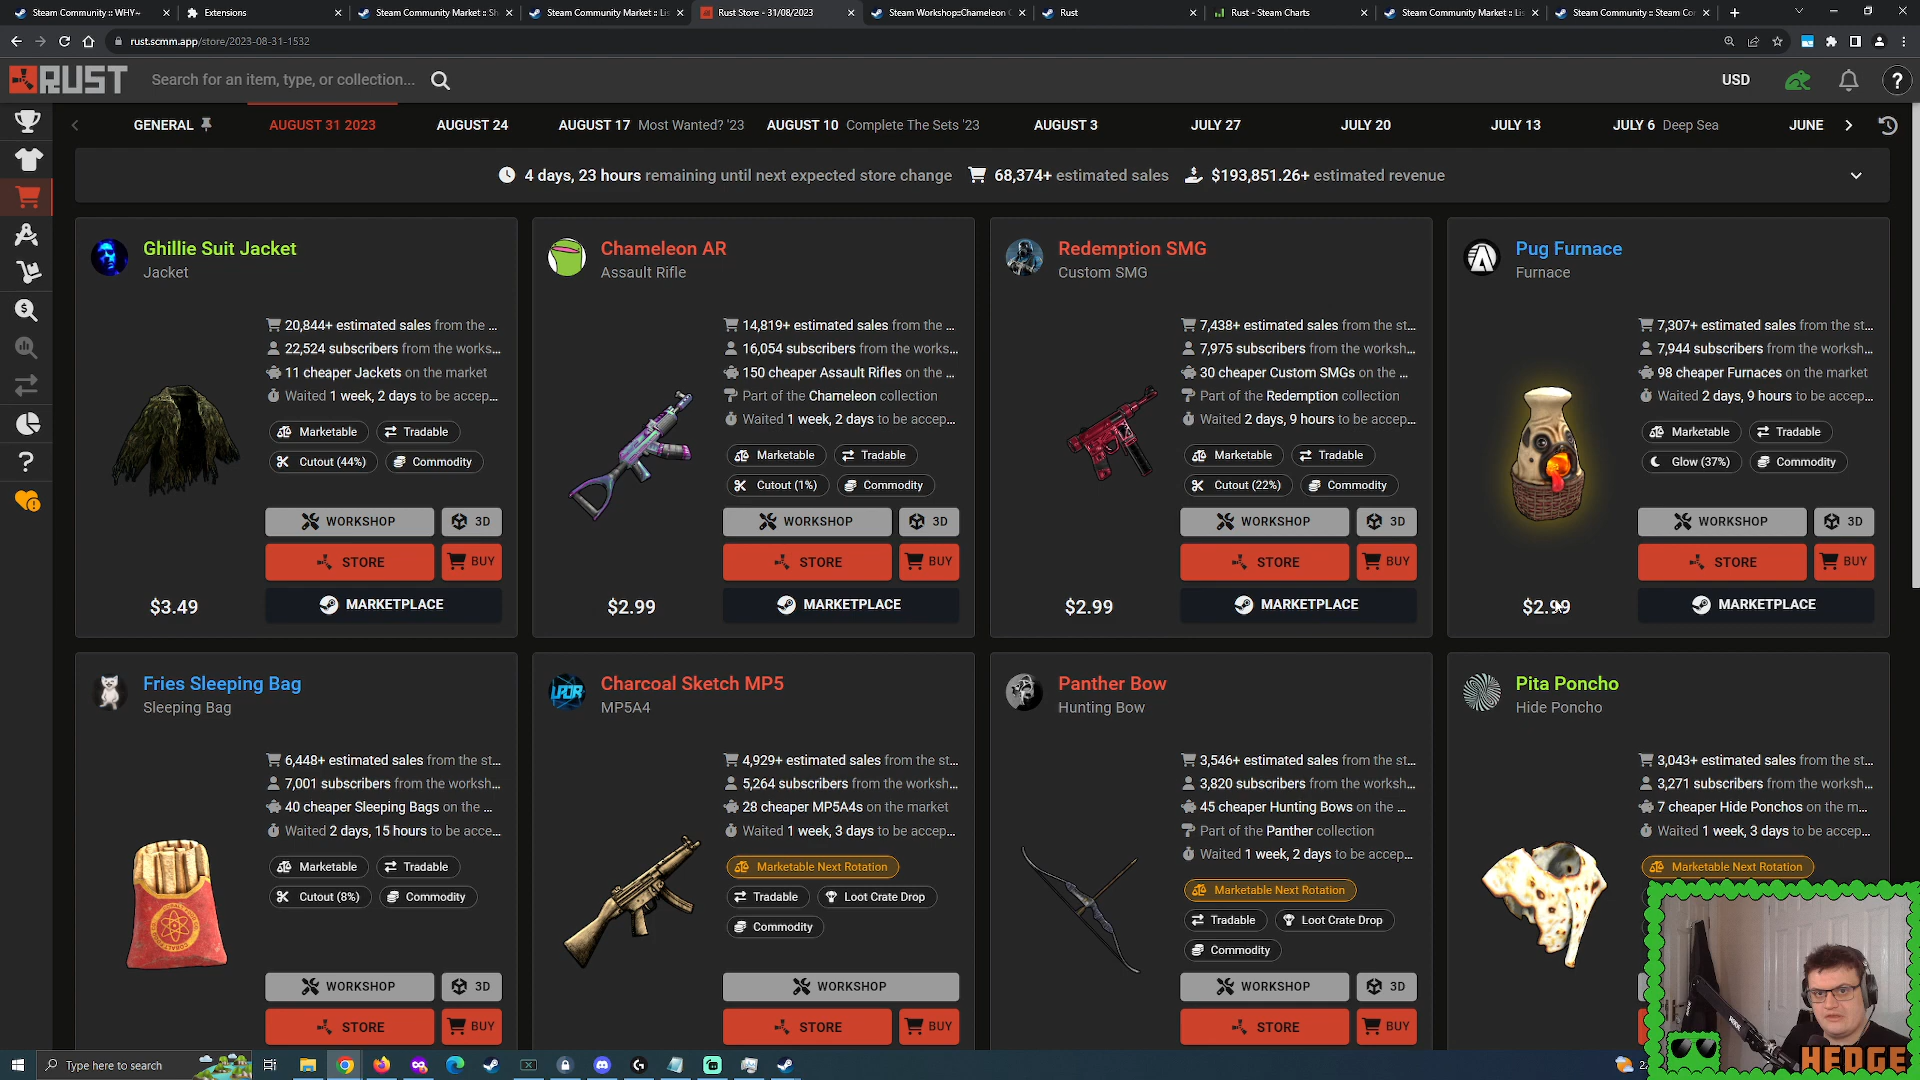 Steam Community :: WHY~
Extensions
Steam Community Market :: Sh
Steam Community Market :: Lis
Rust Store - 31/08/2023
Steam Workshop::Chameleon C
Rust
Rust - Steam Charts
Steam Community Market :: Lis
Steam Community :: Steam Co
rust.scmm.app/store/2023-08-31-1532
RUST
Search for an item, type, or collection...
USD
GENERAL
AUGUST 31 2023
AUGUST 24
AUGUST 17 Most Wanted? '23
AUGUST 10 Complete The Sets '23
AUGUST 3
JULY 27
JULY 20
JULY 13
JULY 6 Deep Sea
JUNE
4 days, 23 hours remaining until next expected store change
68,374+ estimated sales
$193,851.26+ estimated revenue
Ghillie Suit Jacket
Jacket
20,844+ estimated sales from the ...
22,524 subscribers from the works...
11 cheaper Jackets on the market
Waited 1 week, 2 days to be accep...
Marketable
Tradable
Cutout (44%)
Commodity
WORKSHOP
3D
STORE
BUY
$3.49
MARKETPLACE
Chameleon AR
Assault Rifle
14,819+ estimated sales from the ...
16,054 subscribers from the works...
150 cheaper Assault Rifles on the ...
Part of the Chameleon collection
Waited 1 week, 2 days to be accep...
Marketable
Tradable
Cutout (1%)
Commodity
WORKSHOP
3D
STORE
BUY
$2.99
MARKETPLACE
Redemption SMG
Custom SMG
7,438+ estimated sales from the st...
7,975 subscribers from the worksh...
30 cheaper Custom SMGs on the ...
Part of the Redemption collection
Waited 2 days, 9 hours to be accep...
Marketable
Tradable
Cutout (22%)
Commodity
WORKSHOP
3D
STORE
BUY
$2.99
MARKETPLACE
Pug Furnace
Furnace
7,307+ estimated sales from the st...
7,944 subscribers from the worksh...
98 cheaper Furnaces on the market
Waited 2 days, 9 hours to be accep...
Marketable
Tradable
Glow (37%)
Commodity
WORKSHOP
3D
STORE
BUY
$2.99
MARKETPLACE
Fries Sleeping Bag
Sleeping Bag
6,448+ estimated sales from the st...
7,001 subscribers from the worksh...
40 cheaper Sleeping Bags on the ...
Waited 2 days, 15 hours to be acce...
Marketable
Tradable
Cutout (8%)
Commodity
WORKSHOP
3D
STORE
BUY
Charcoal Sketch MP5
MP5A4
4,929+ estimated sales from the st...
5,264 subscribers from the worksh...
28 cheaper MP5A4s on the market
Waited 1 week, 3 days to be accep...
Marketable Next Rotation
Tradable
Loot Crate Drop
Commodity
WORKSHOP
STORE
BUY
Panther Bow
Hunting Bow
3,546+ estimated sales from the st...
3,820 subscribers from the worksh...
45 cheaper Hunting Bows on the ...
Part of the Panther collection
Waited 1 week, 2 days to be accep...
Marketable Next Rotation
Tradable
Loot Crate Drop
Commodity
WORKSHOP
3D
STORE
BUY
Pita Poncho
Hide Poncho
3,043+ estimated sales from the st...
3,271 subscribers from the worksh...
7 cheaper Hide Ponchos on the m...
Waited 1 week, 3 days to be accep...
Marketable Next Rotation
Type here to search
HEDGE